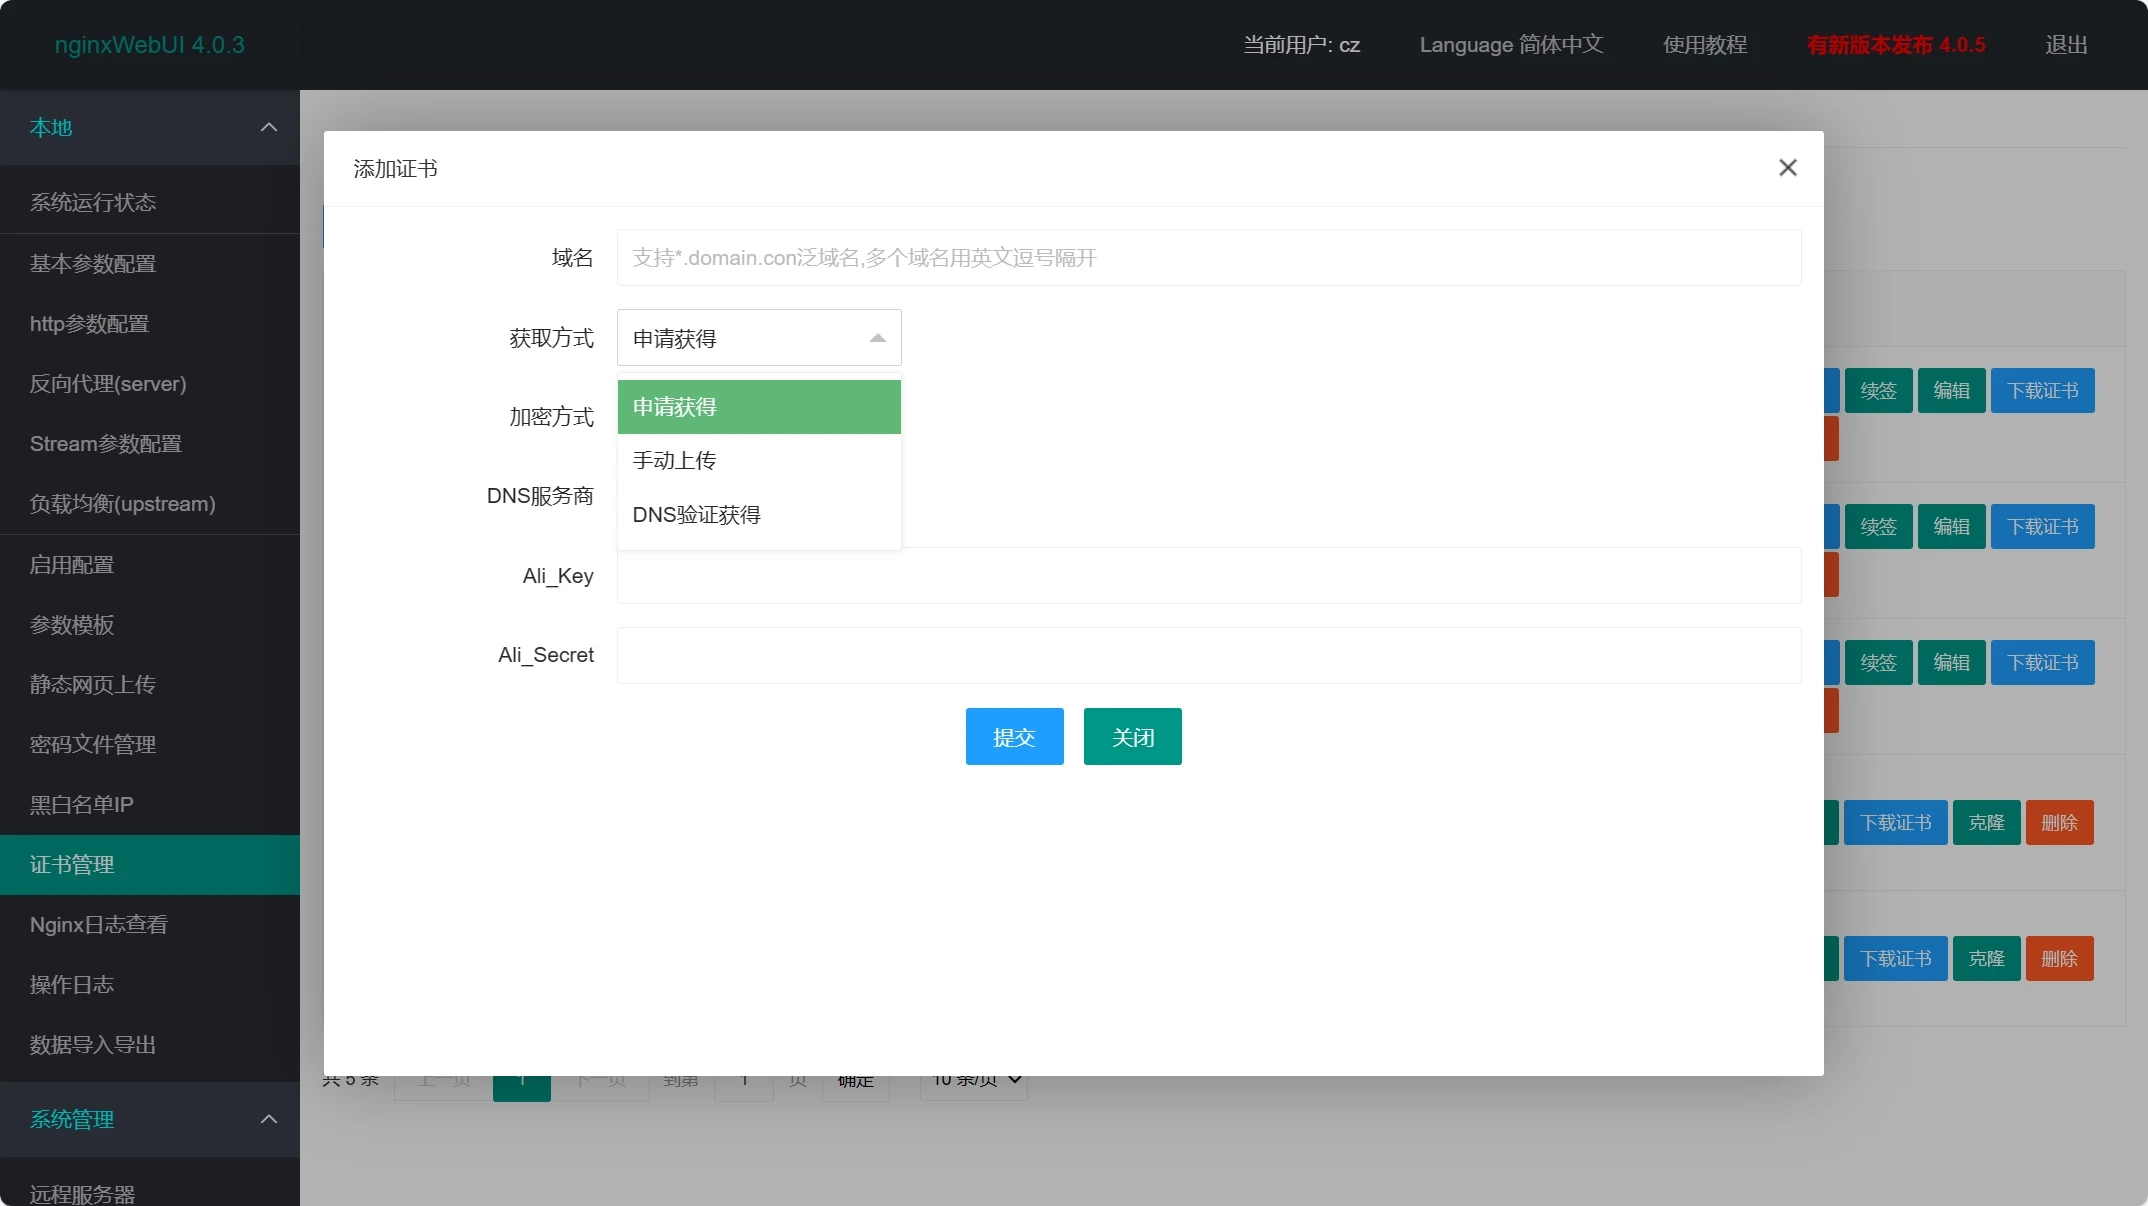 nginxWebUI 4.0.3
当前用户: cz
Language 简体中文
使用教程
有新版本发布 4.0.5
退出
本地
系统运行状态
基本参数配置
http参数配置
反向代理(server)
Stream参数配置
负载均衡(upstream)
启用配置
参数模板
静态网页上传
密码文件管理
黑白名单IP
证书管理
Nginx日志查看
操作日志
数据导入导出
系统管理
远程服务器
添加证书
域名
支持*.domain.con泛域名,多个域名用英文逗号隔开
获取方式
申请获得
申请获得
手动上传
DNS验证获得
加密方式
DNS服务商
Ali_Key
Ali_Secret
提交
关闭
续签 编辑 下载证书
续签 编辑 下载证书
续签 编辑 下载证书
下载证书 克隆 删除
下载证书 克隆 删除
共 5 条 上一页 1 下一页 到第 1 页 确定 10 条/页